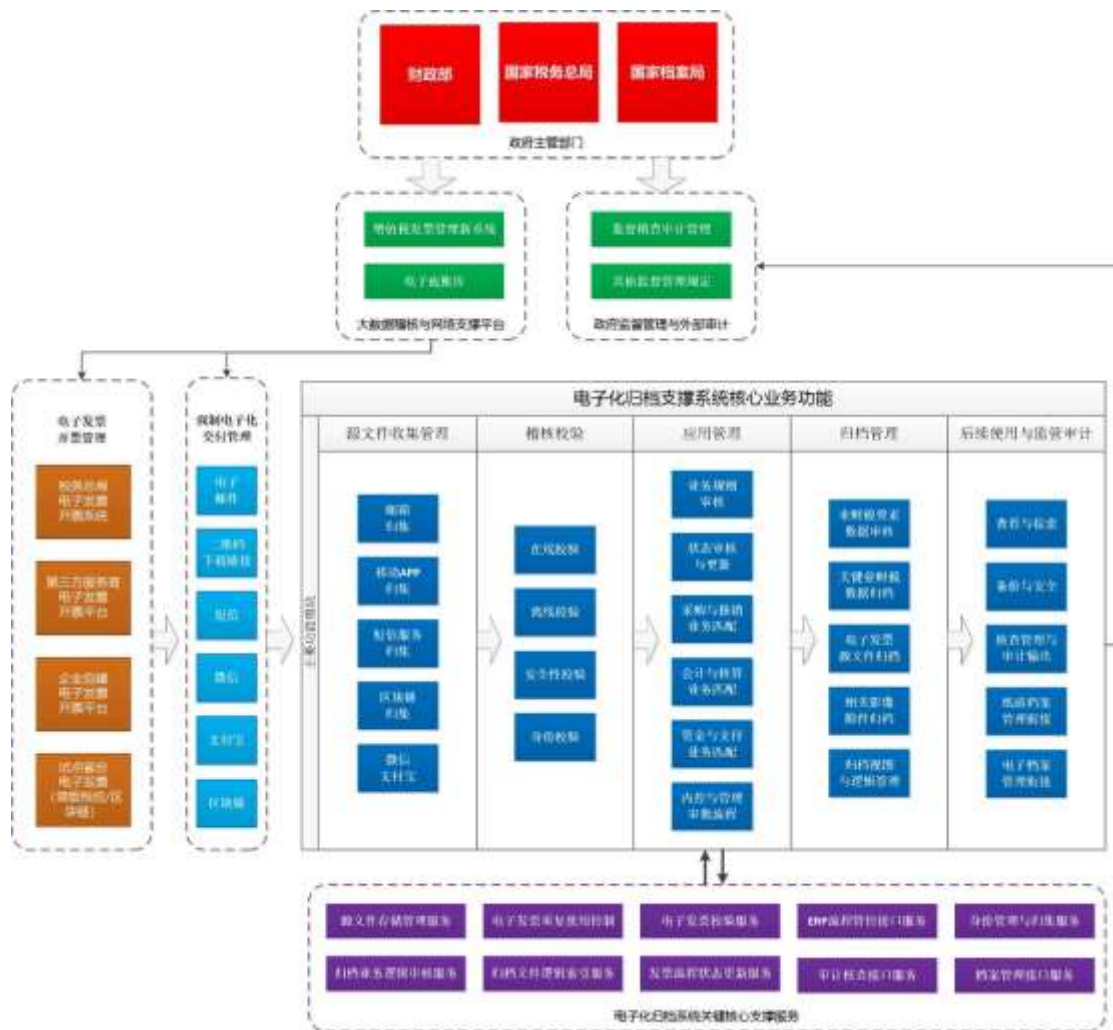 财政部
国家税务总局
国家档案局
政府主管部门
增值税发票管理新系统
电子底账库
大数据稽核与网络支撑平台
监督稽查审计管理
其他监督管理规定
政府监督管理与外部审计
电子发票
开票管理
税务总局
电子发票
开票系统
第三方服务商
电子发票
开票平台
企业自建
电子发票
开票平台
试点省份
电子发票
块链）
强制电子化
交付管理
电子
邮件
二维码
下载链接
短信
微信
支付宝
区块链
电子化归档支撑系统核心业务功能
源文件收集管理
稽核校验
应用管理
归档管理
后续使用与监管审计
邮箱
归集
移动APP
归集
短信服务
归集
区块链
归集
微信
支付宝
在线校验
离线校验
安全性校验
身份校验
业务规则
审核
状态审核
与更新
采购与报销
业务匹配
会计与核算
业务匹配
资金与支付
业务匹配
内控与管理
审批流程
业财税要素
数据审核
关键业财税
数据归档
电子发票
源文件归档
相关影像
附件归档
归档视图
与逻辑管理
查看与检索
备份与安全
核查管理与
审计输出
纸质档案
管理衔接
电子档案
管理衔接
源文件存储管理服务
电子发票重复使用控制
电子发票校验服务
ERP流程管控接口服务
身份管理与归集服务
归档业务逻辑审核服务
归档文件逻辑索引服务
发票流程状态更新服务
审计核查接口服务
档案管理接口服务
电子化归档系统关键核心支撑服务